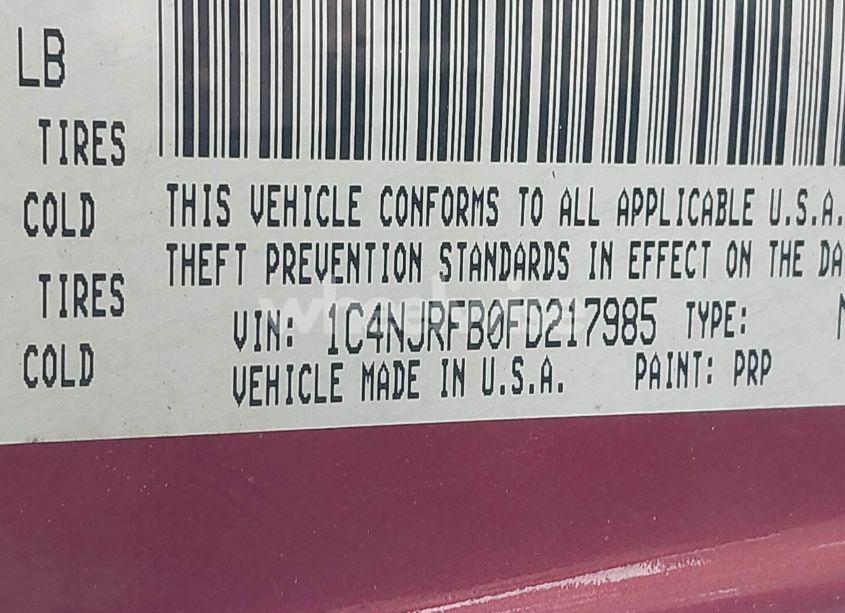 LB
TIRES
COLD
TIRES
COLD
THIS VEHICLE CONFORMS TO ALL APPLICABLE U.S.A.
THEFT PREVENTION STANDARDS IN EFFECT ON THE DA
VIN: 1C4NJRFB0FD217985 TYPE:
VEHICLE MADE IN U.S.A. PAINT: PRP